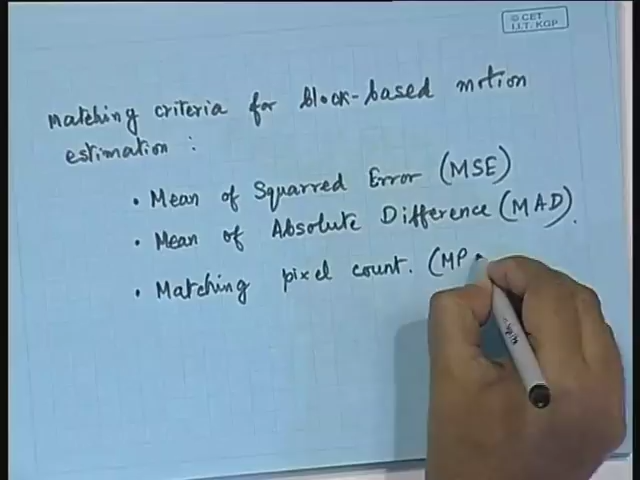 © CET
I.I.T. KGP
Matching criteria for block-based motion
estimation :
• Mean of Squarred Error (MSE)
• Mean of Absolute Difference (MAD).
• Matching pixel count. (MP